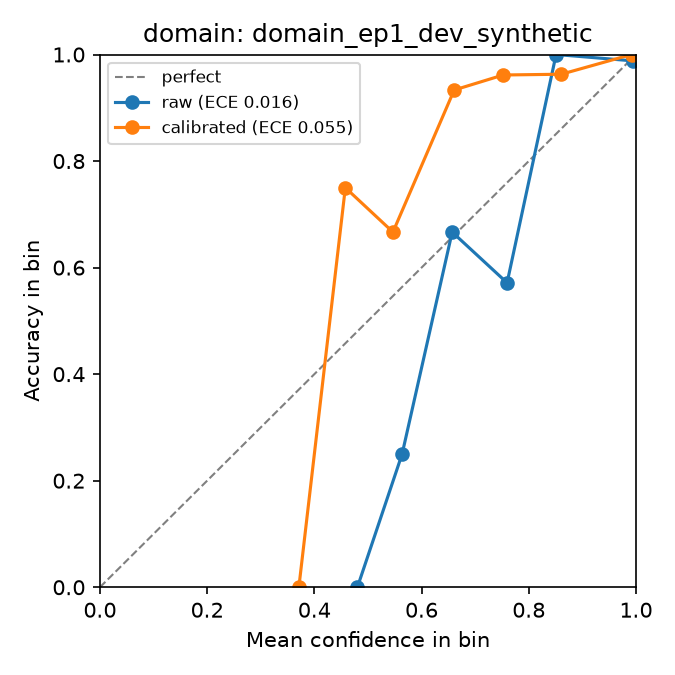 domain: domain_ep1_dev_synthetic
perfect
raw (ECE 0.016)
calibrated (ECE 0.055)
1.0
0.8
0.6
0.4
0.2
0.0
Accuracy in bin
0.0 0.2 0.4 0.6 0.8 1.0
Mean confidence in bin